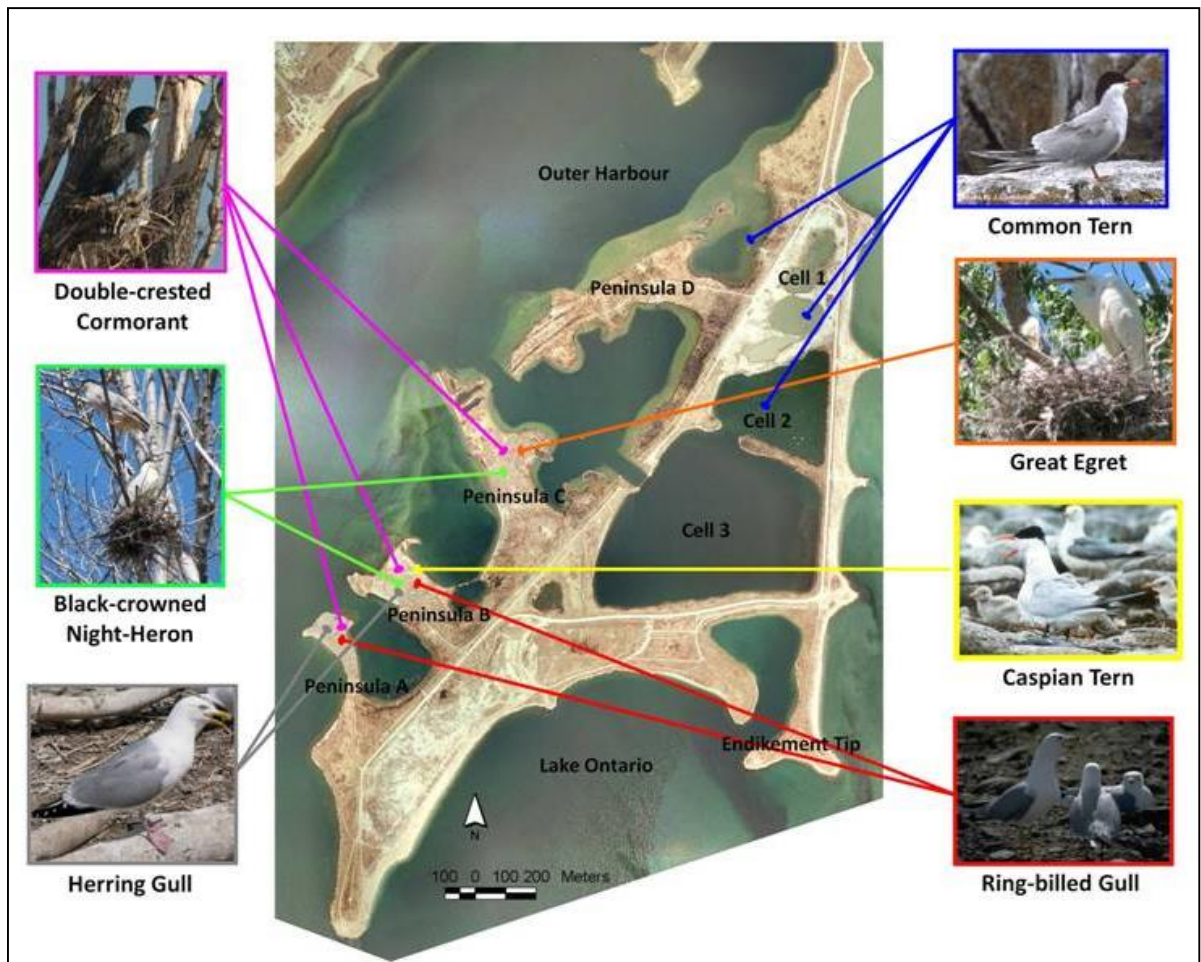 Outer Harbour
Common Tern
Double-crested
Cormorant
Peninsula D
Cell 1
Cell 2
Great Egret
Peninsula C
Cell 3
Black-crowned
Night-Heron
Peninsula B
Peninsula A
Caspian Tern
Endikement Tip
Lake Ontario
N
100 0 100 200 Meters
Herring Gull
Ring-billed Gull